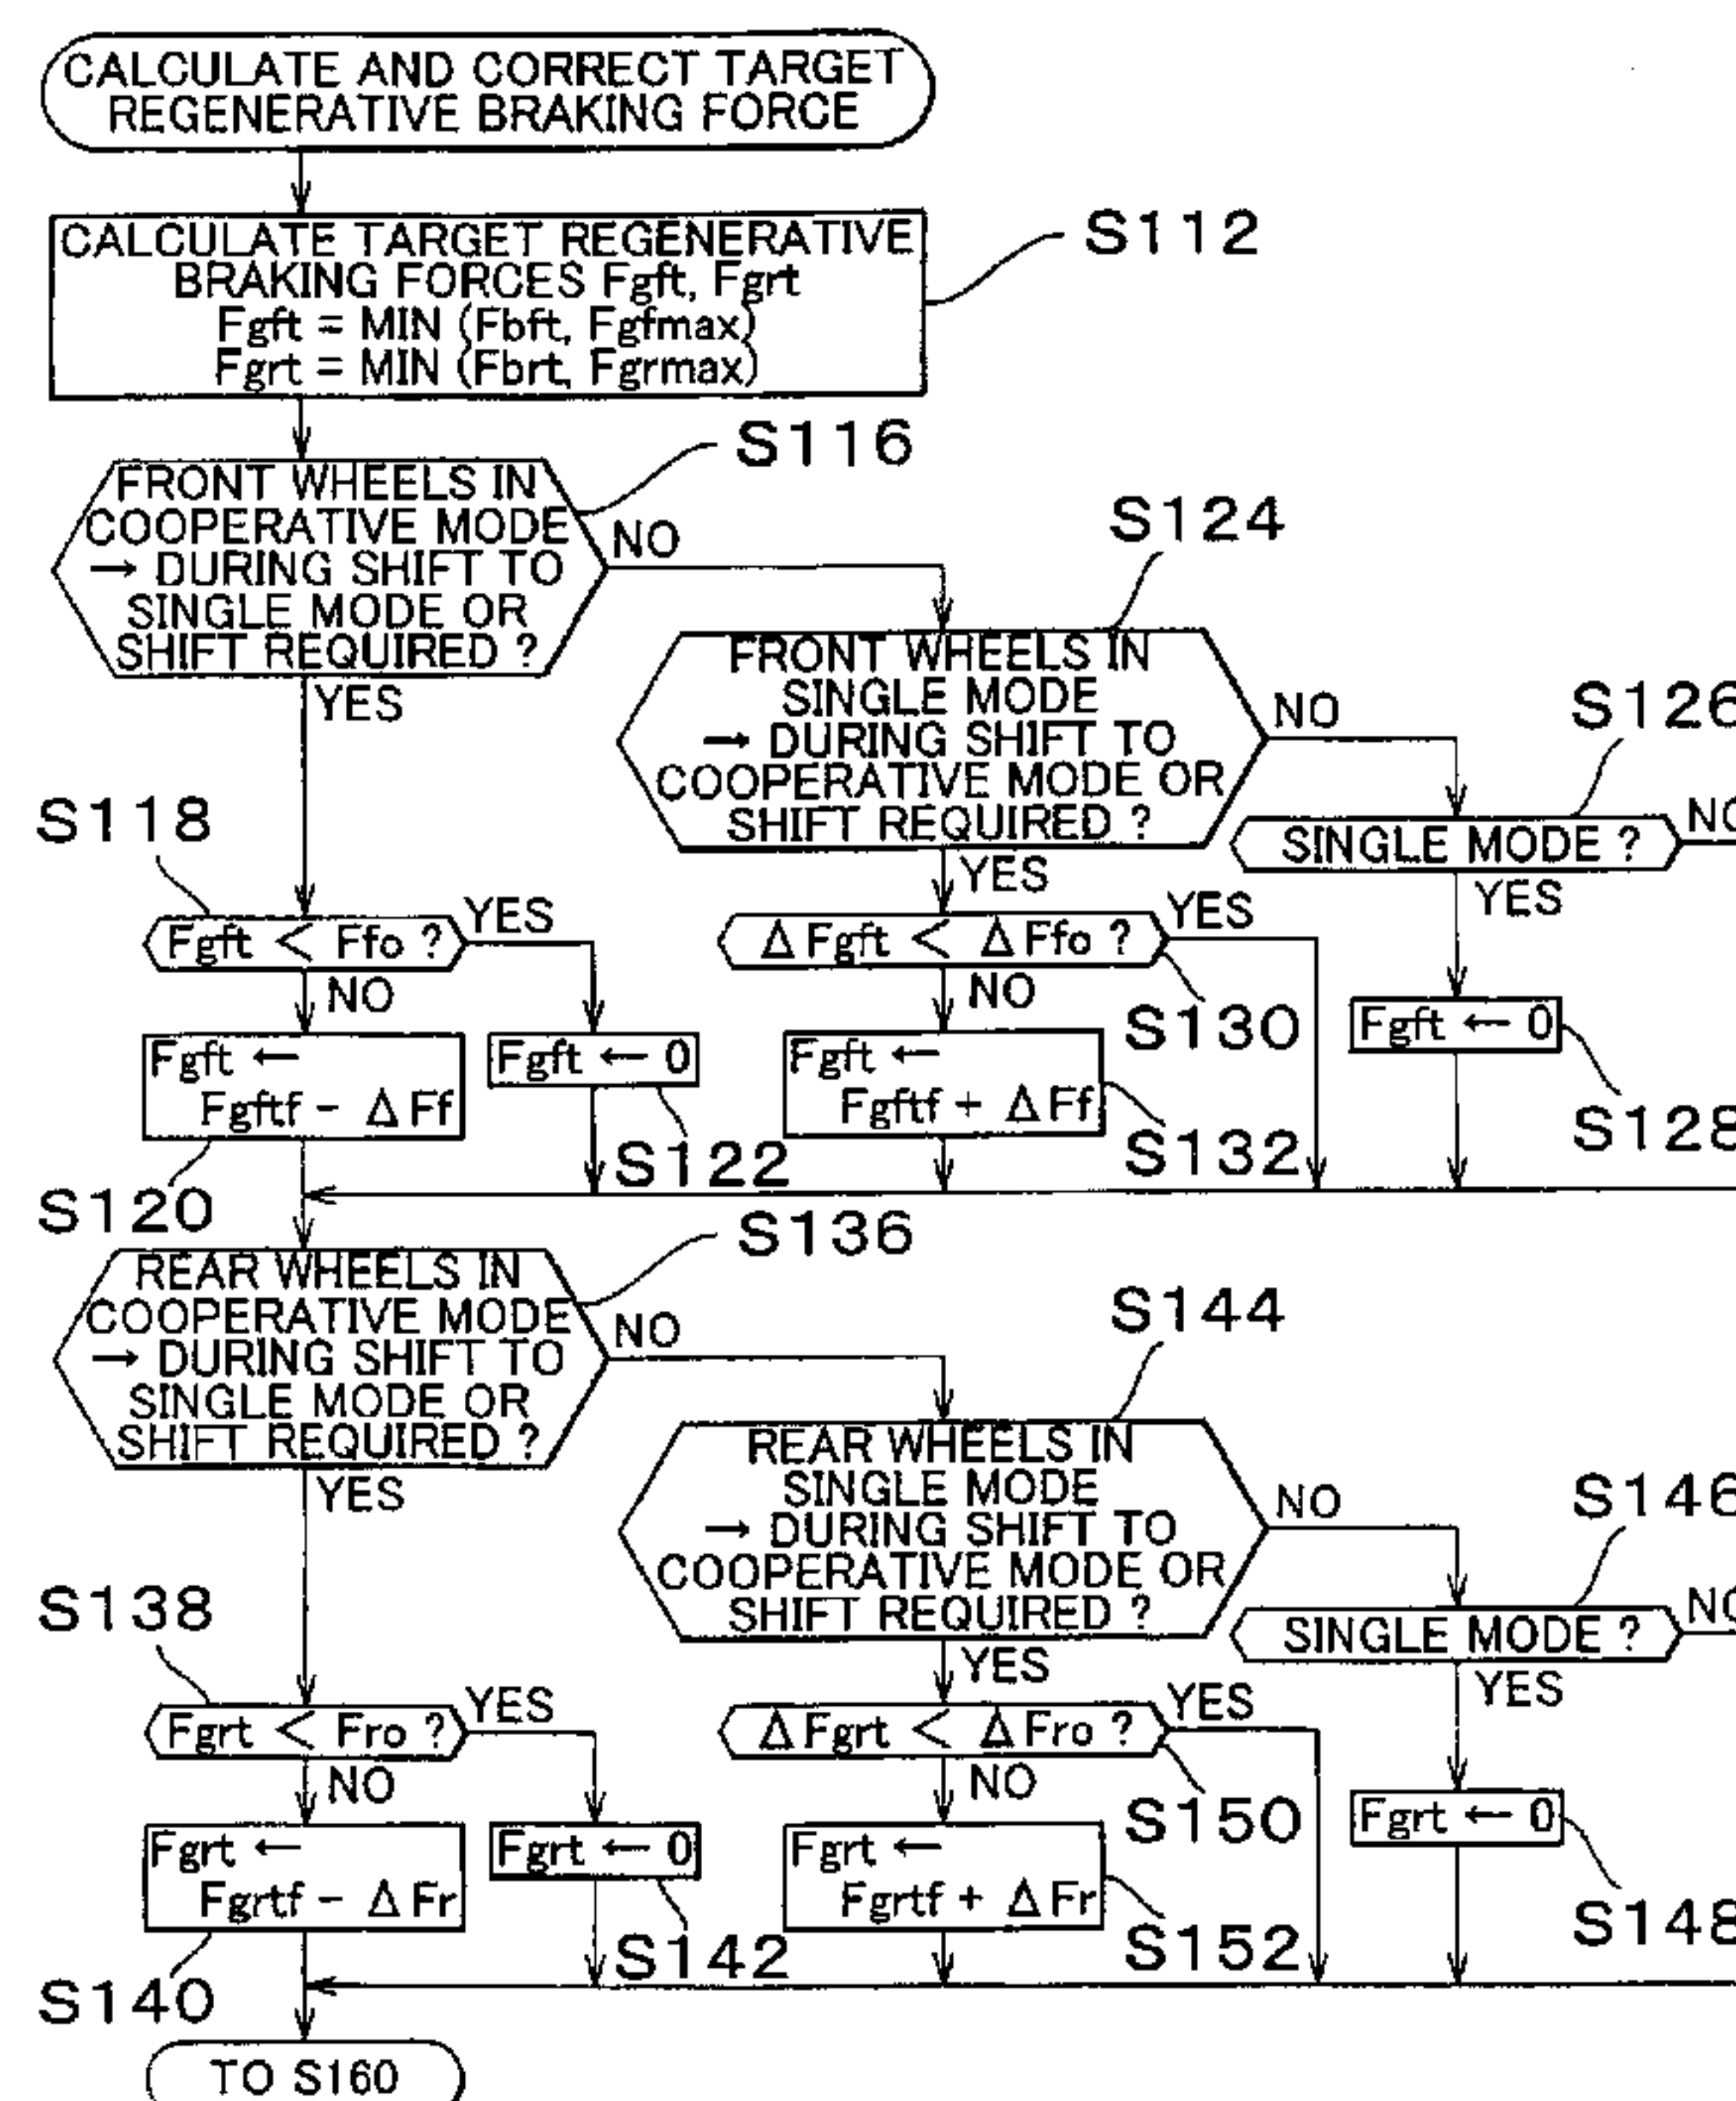 CALCULATE AND CORRECT TARGET
REGENERATIVE BRAKING FORCE
CALCULATE TARGET REGENERATIVE
BRAKING FORCES Fgft, Fgrt
Fgft = MIN (Fbft, Fgfmax)
Fgrt = MIN (Fbrt, Fgrmax)
S112
S116
FRONT WHEELS IN
COOPERATIVE MODE
→ DURING SHIFT TO
SINGLE MODE OR
SHIFT REQUIRED ?
NO
YES
S124
FRONT WHEELS IN
SINGLE MODE
→ DURING SHIFT TO
COOPERATIVE MODE OR
SHIFT REQUIRED ?
NO
YES
S126
SINGLE MODE ?
NO
YES
S118
Fgft < Ffo ?
YES
NO
ΔFgft < ΔFfo ?
YES
NO
S130
Fgft ←
Fgftf - ΔFf
S120
Fgft ← 0
S122
Fgft ←
Fgftf + ΔFf
S132
Fgft ← 0
S128
S136
REAR WHEELS IN
COOPERATIVE MODE
→ DURING SHIFT TO
SINGLE MODE OR
SHIFT REQUIRED ?
NO
YES
S144
REAR WHEELS IN
SINGLE MODE
→ DURING SHIFT TO
COOPERATIVE MODE OR
SHIFT REQUIRED ?
NO
YES
S146
SINGLE MODE ?
NO
YES
S138
Fgrt < Fro ?
YES
NO
ΔFgrt < ΔFro ?
YES
NO
S150
Fgrt ←
Fgrtf - ΔFr
S140
Fgrt ← 0
S142
Fgrt ←
Fgrtf + ΔFr
S152
Fgrt ← 0
S148
TO S160